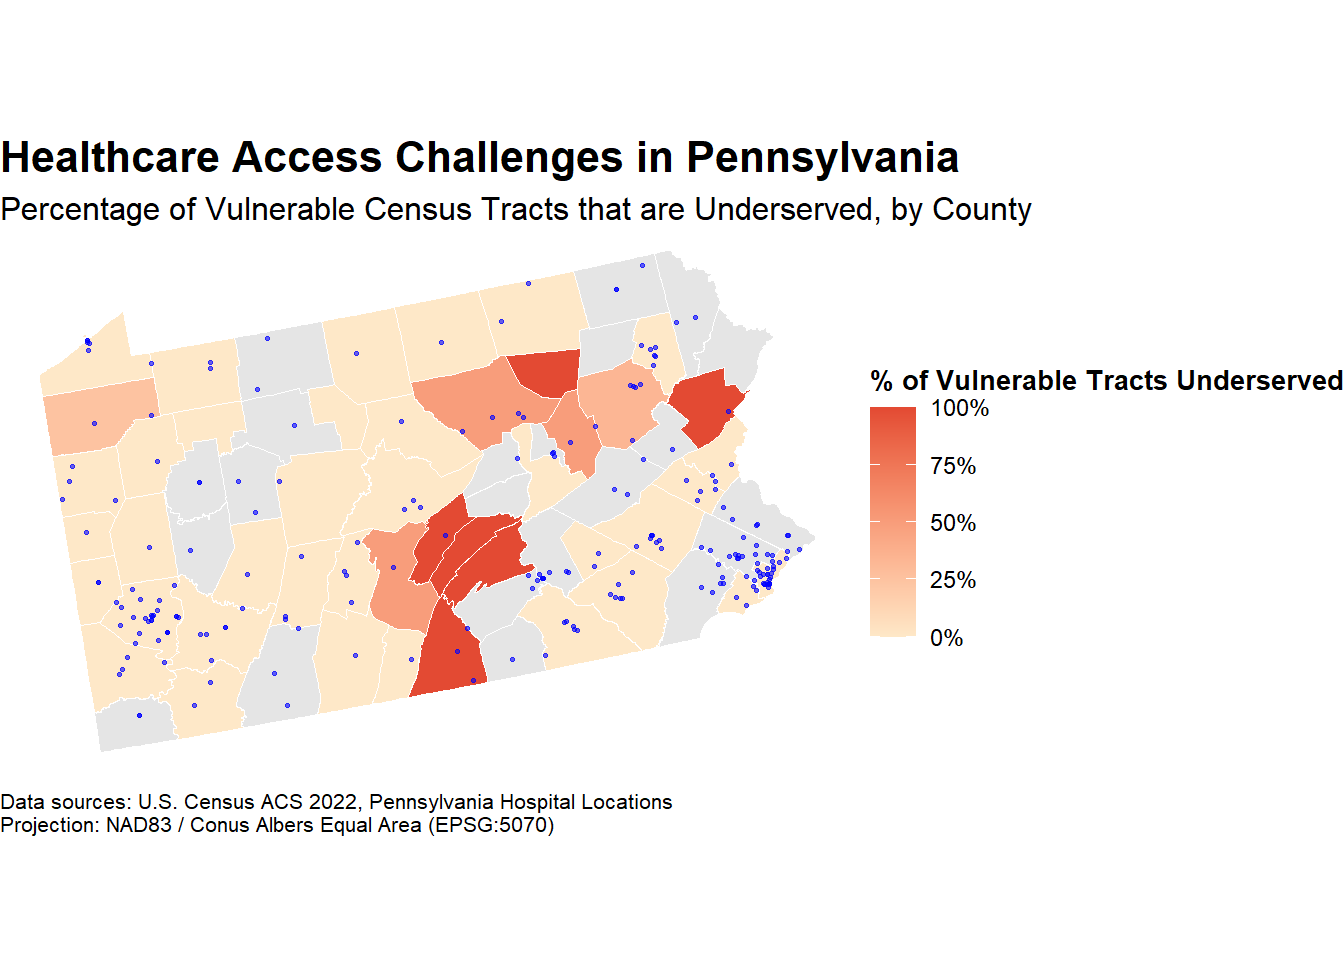 Healthcare Access Challenges in Pennsylvania
Percentage of Vulnerable Census Tracts that are Underserved, by County
% of Vulnerable Tracts Underserved
100%
75%
50%
25%
0%
Data sources: U.S. Census ACS 2022, Pennsylvania Hospital Locations
Projection: NAD83 / Conus Albers Equal Area (EPSG:5070)